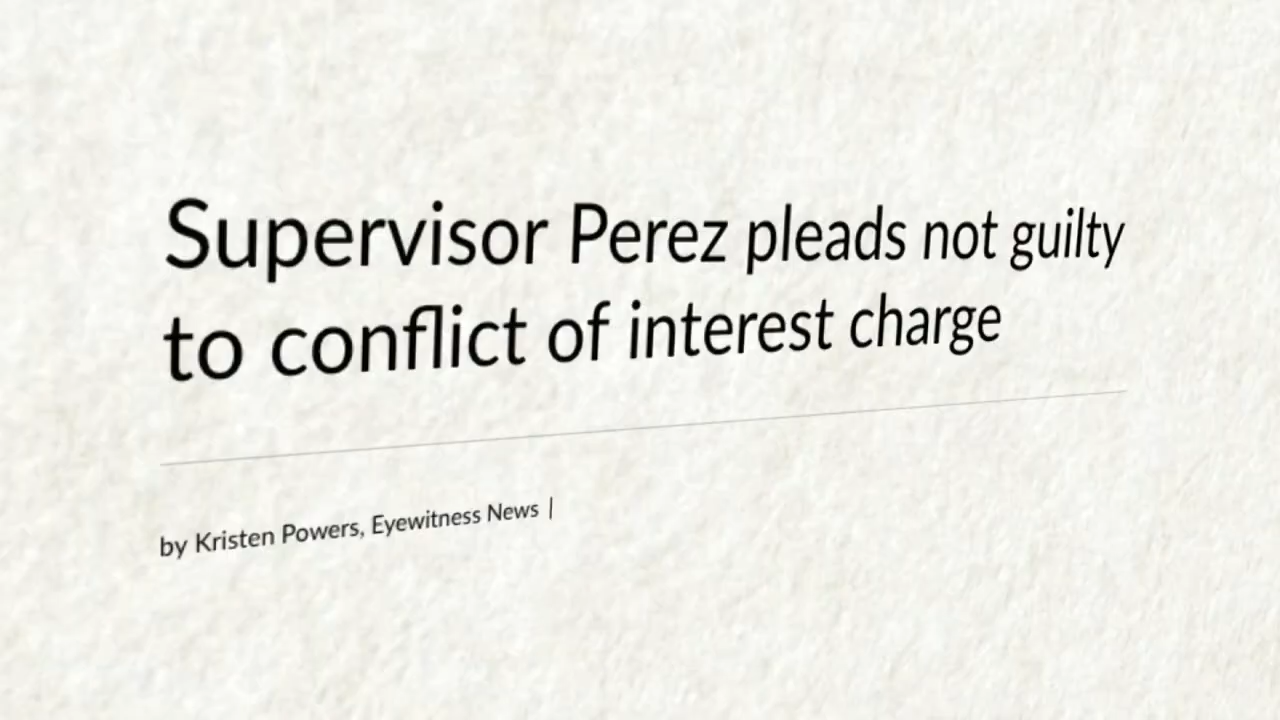 Supervisor Perez pleads not guilty
to conflict of interest charge
by Kristen Powers, Eyewitness News |